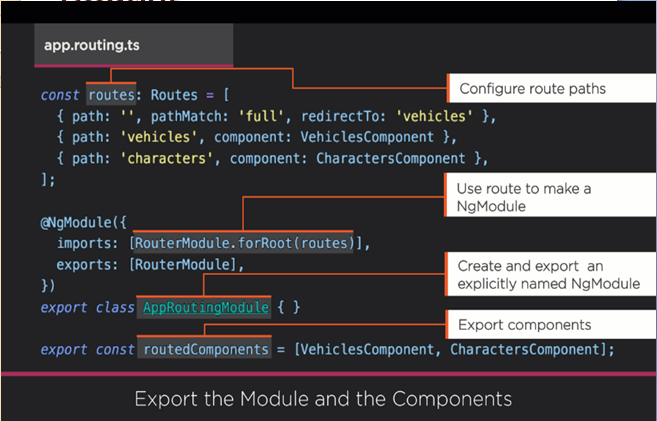 app.routing.ts
const routes: Routes = [
{ path: '', pathMatch: 'full', redirectTo: 'vehicles' },
{ path: 'vehicles', component: VehiclesComponent },
{ path: 'characters', component: CharactersComponent },
];
@NgModule({
imports: [RouterModule.forRoot(routes)],
exports: [RouterModule],
})
export class AppRoutingModule { }
export const routedComponents = [VehiclesComponent, CharactersComponent];
Configure route paths
Use route to make a
NgModule
Create and export an
explicitly named NgModule
Export components
Export the Module and the Components